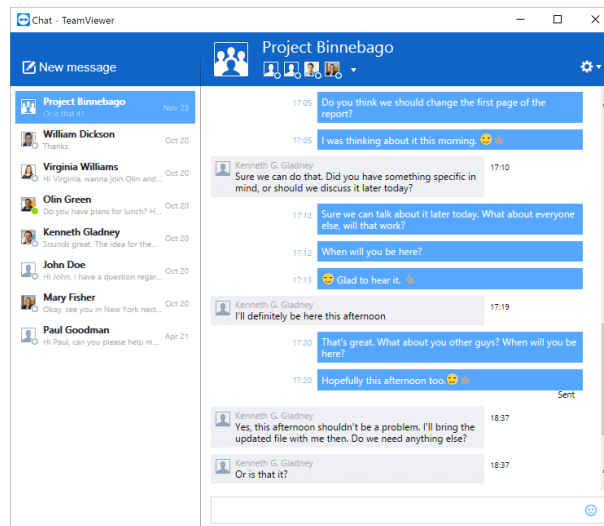 Chat - TeamViewer
New message
Project Binnebago
Project Binnebago
Or is that it?
Nov 23
William Dickson
Thanks.
Oct 20
Virginia Williams
Hi Virginia, wanna join Olin and...
Oct 20
Olin Green
Do you have plans for lunch? H...
Oct 20
Kenneth Gladney
Sounds great. The idea for the...
Oct 20
John Doe
Hi John, I have a question regar...
Oct 20
Mary Fisher
Okay, see you in New York next...
Oct 20
Paul Goodman
Hi Paul, can you please help m...
Apr 21
17:05
Do you think we should change the first page of the
report?
17:05
I was thinking about it this morning. 😊 👍
Kenneth G. Gladney
17:10
Sure we can do that. Did you have something specific in
mind, or should we discuss it later today?
17:12
Sure we can talk about it later today. What about everyone
else, will that work?
17:12
When will you be here?
17:13
😊 Glad to hear it. 👍
Kenneth G. Gladney
17:19
I'll definitely be here this afternoon
17:20
That's great. What about you other guys? When will you be
here?
17:20
Hopefully this afternoon too. 😊 👍
Sent
Kenneth G. Gladney
18:37
Yes, this afternoon shouldn't be a problem. I'll bring the
updated file with me then. Do we need anything else?
Kenneth G. Gladney
18:37
Or is that it?